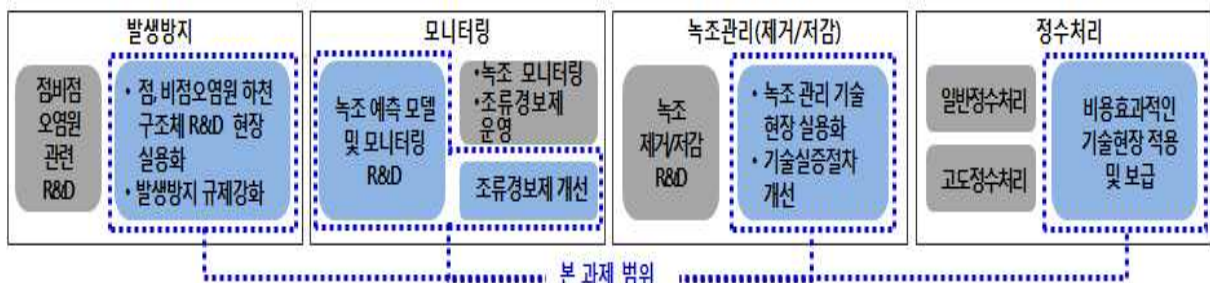 발생방지
점비점
오염원
관련
R&D
• 점, 비점오염원 하천
구조체 R&D 현장
실용화
• 발생방지 규제강화
모니터링
녹조 예측 모델
및 모니터링
R&D
•녹조 모니터링
•조류경보제
운영
조류경보제 개선
녹조관리(제거/저감)
녹조
제거/저감
R&D
• 녹조 관리 기술
현장 실용화
• 기술실증절차
개선
정수처리
일반정수처리
고도정수처리
비용효과적인
기술현장 적용
및 보급
본 과제 범위